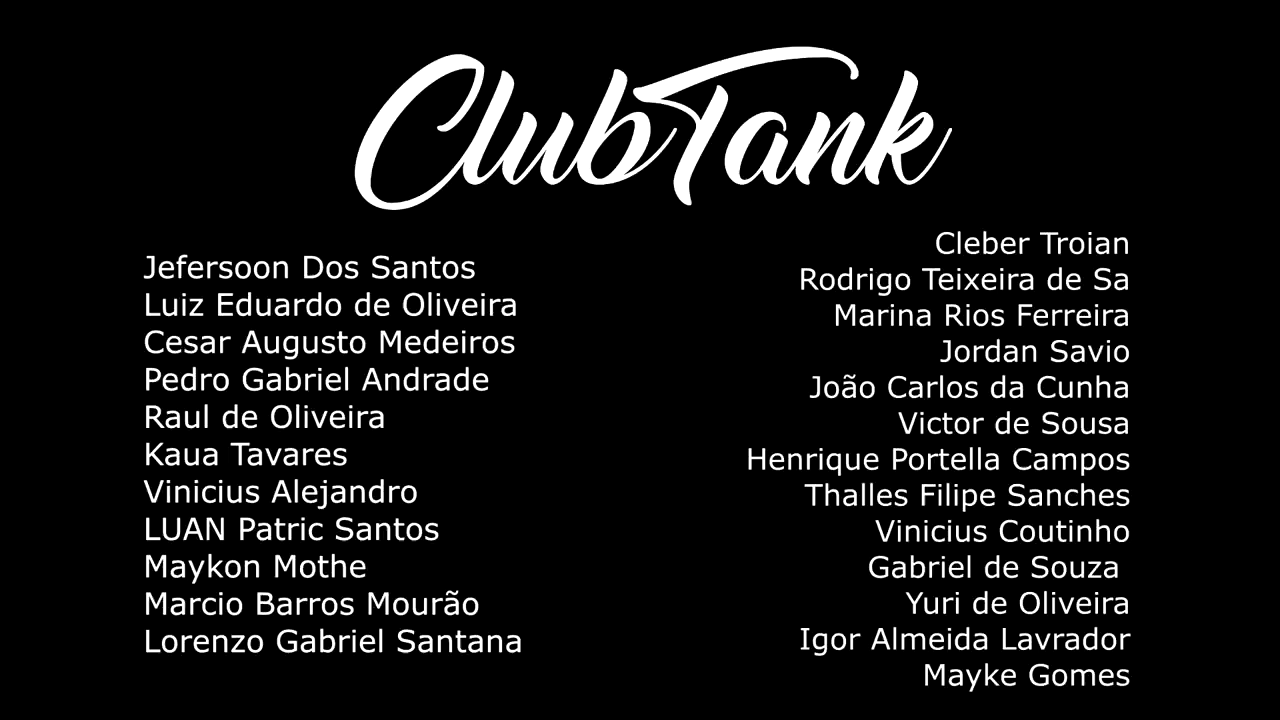 ClubTank
Jefersoon Dos Santos
Luiz Eduardo de Oliveira
Cesar Augusto Medeiros
Pedro Gabriel Andrade
Raul de Oliveira
Kaua Tavares
Vinicius Alejandro
LUAN Patric Santos
Maykon Mothe
Marcio Barros Mourão
Lorenzo Gabriel Santana
Cleber Troian
Rodrigo Teixeira de Sa
Marina Rios Ferreira
Jordan Savio
João Carlos da Cunha
Victor de Sousa
Henrique Portella Campos
Thalles Filipe Sanches
Vinicius Coutinho
Gabriel de Souza
Yuri de Oliveira
Igor Almeida Lavrador
Mayke Gomes